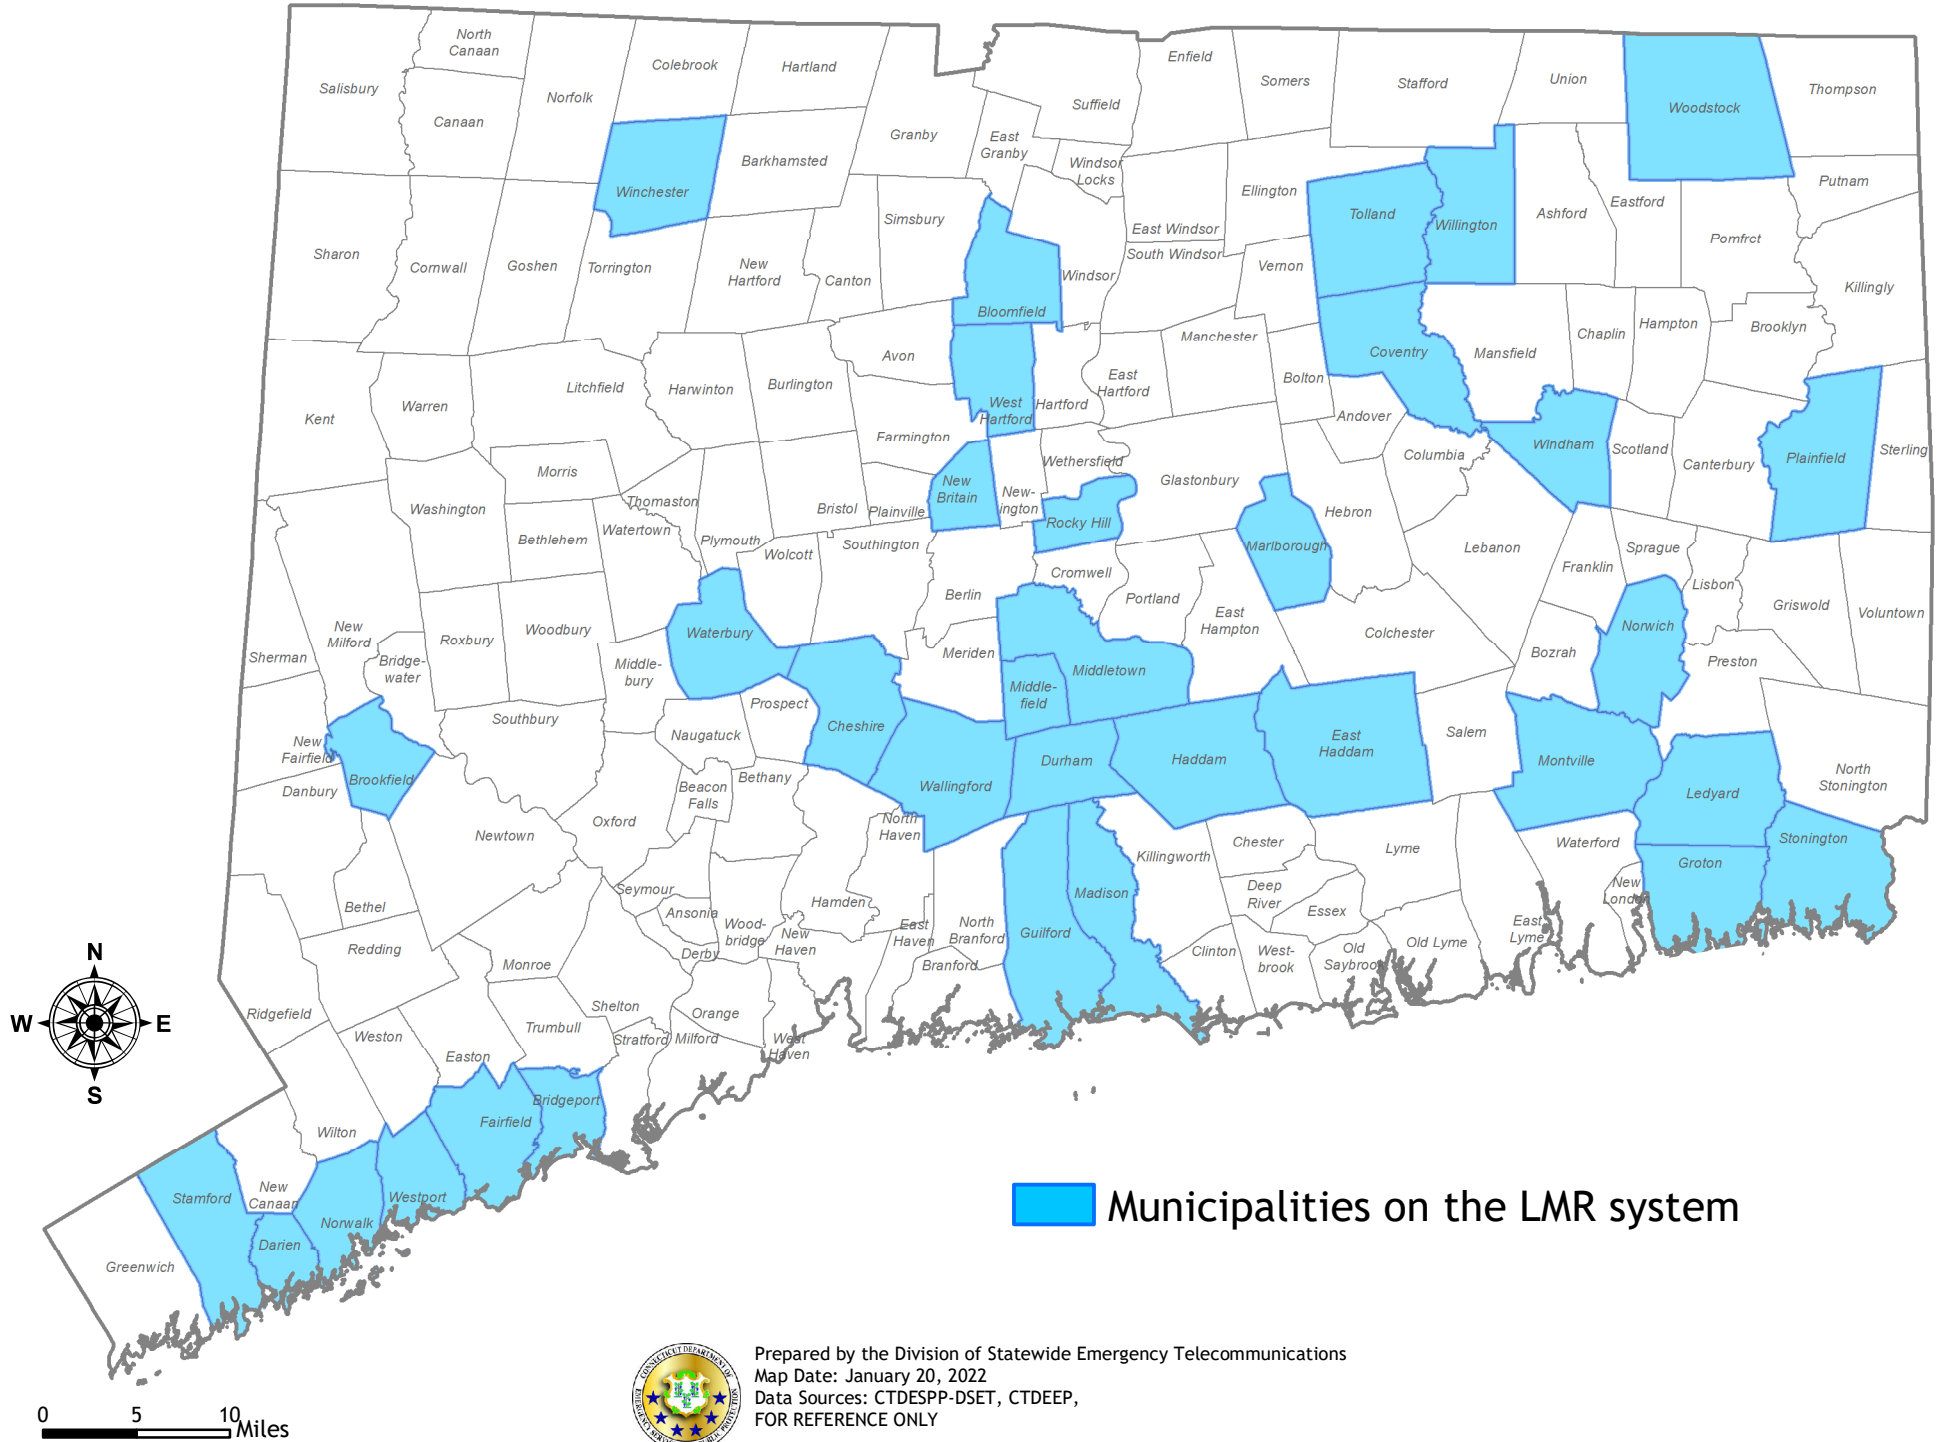 North
Canaan
Colebrook
Hartland
Enfield
Somers
Stafford
Union
Salisbury
Norfolk
Suffield
Woodstock
Thompson
Canaan
Granby
East
Granby
Barkhamsted
Windsor
Locks
Winchester
Ellington
Putnam
Simsbury
Tolland
Willington
Ashford
Eastford
East Windsor
Pomfret
Sharon
Cornwall
Goshen
Torrington
New
Hartford
Canton
Windsor
South Windsor
Vernon
Killingly
Bloomfield
Manchester
Chaplin
Hampton
Brooklyn
Avon
Coventry
Mansfield
Litchfield
Harwinton
Burlington
East
Hartford
Bolton
Kent
Warren
West
Hartford
Hartford
Andover
Farmington
Windham
Scotland
Sterling
Columbia
Canterbury
Plainfield
Morris
Wethersfield
Glastonbury
New
Britain
New-
ington
Washington
Thomaston
Bristol
Plainville
Hebron
Rocky Hill
Bethlehem
Watertown
Plymouth
Wolcott
Southington
Marlborough
Lebanon
Sprague
Franklin
Cromwell
Lisbon
Berlin
Portland
Griswold
Voluntown
East
Hampton
New
Milford
Roxbury
Woodbury
Waterbury
Colchester
Norwich
Sherman
Bridge-
water
Middle-
bury
Meriden
Bozrah
Preston
Middletown
Middle-
field
Prospect
Southbury
Cheshire
Naugatuck
New
Fairfield
Durham
Haddam
East
Haddam
Salem
Montville
Brookfield
Danbury
Bethany
Beacon
Falls
Wallingford
Ledyard
North
Stonington
Newtown
Oxford
North
Haven
Chester
Lyme
Waterford
Stonington
Killingworth
Groton
Seymour
Madison
Deep
River
New
London
Bethel
Ansonia
Hamden
Essex
Wood-
bridge
New
Haven
East
Haven
North
Branford
Guilford
East
Lyme
Redding
Derby
Clinton
West-
brook
Old
Saybrook
Old Lyme
Monroe
Branford
N
W
E
S
Ridgefield
Shelton
Orange
Weston
Trumbull
Stratford
Milford
West
Haven
Easton
Bridgeport
Fairfield
Wilton
Stamford
New
Canaan
Westport
Norwalk
Darien
Greenwich
Municipalities on the LMR system
Prepared by the Division of Statewide Emergency Telecommunications
Map Date: January 20, 2022
Data Sources: CTDESPP-DSET, CTDEEP,
FOR REFERENCE ONLY
0 5 10 Miles